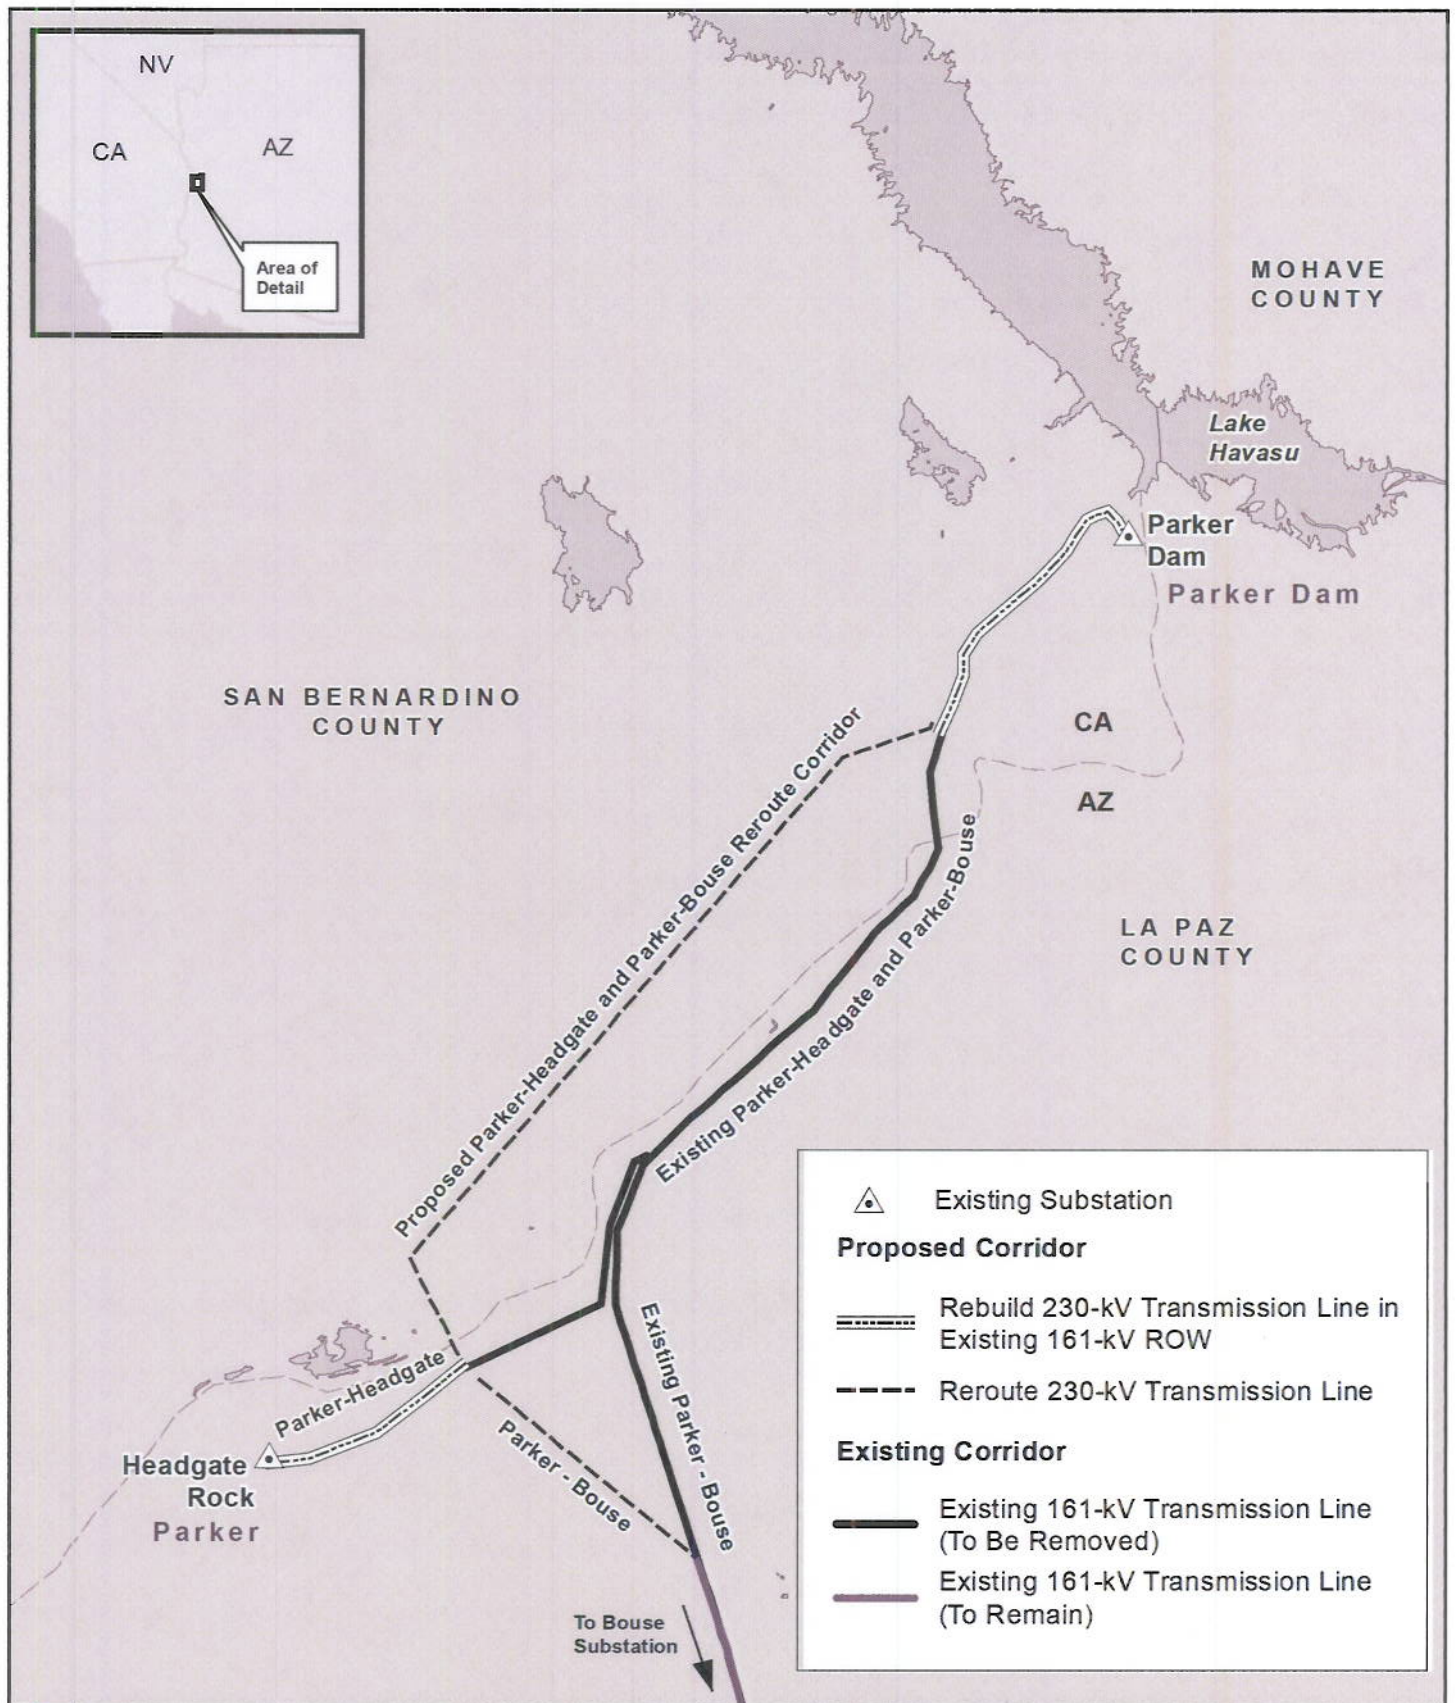 NV
CA
AZ
Area of
Detail
MOHAVE
COUNTY
Lake
Havasu
Parker
Dam
Parker Dam
SAN BERNARDINO
COUNTY
CA
AZ
Proposed Parker-Headgate and Parker-Bouse Reroute Corridor
Existing Parker-Headgate and Parker-Bouse
LA PAZ
COUNTY
Existing Parker - Bouse
Parker-Headgate
Parker - Bouse
Headgate
Rock
Parker
To Bouse
Substation
Existing Substation
Proposed Corridor
Rebuild 230-kV Transmission Line in
Existing 161-kV ROW
Reroute 230-kV Transmission Line
Existing Corridor
Existing 161-kV Transmission Line
(To Be Removed)
Existing 161-kV Transmission Line
(To Remain)